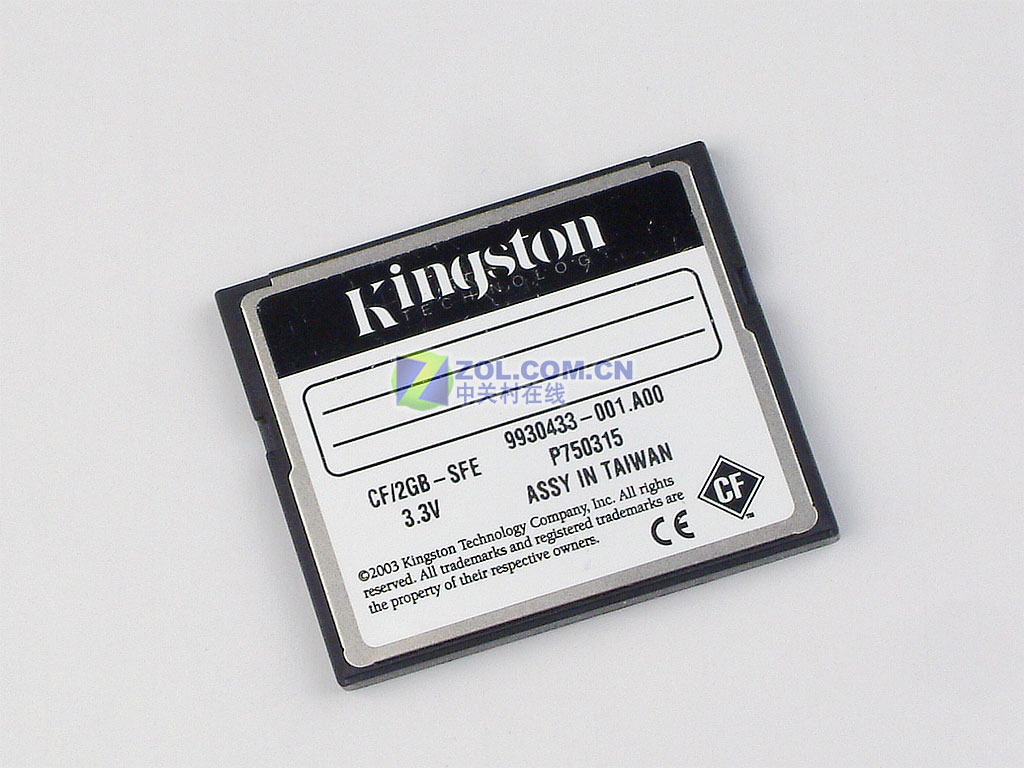 Kingston
TECHNOLOGY
ZOL.COM.CN
中关村在线
CF/2GB-SFE 9930433-001.A00
3.3V P750315
ASSY IN TAIWAN
©2003 Kingston Technology Company, Inc. All rights
reserved. All trademarks and registered trademarks are
the property of their respective owners.
CE
CF
TM